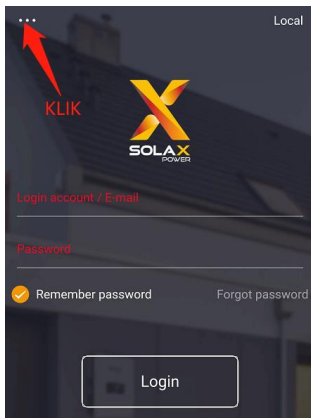 ...
Local
KLIK
SOLAX
POWER
Login account / E-mail
Password
Remember password
Forgot password
Login